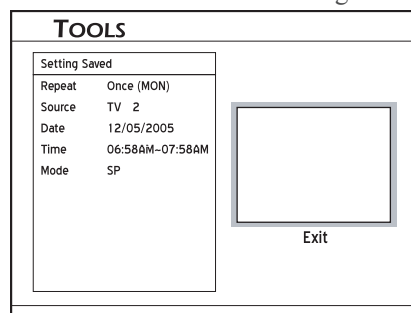 TOOLS
Setting Saved
Repeat Once (MON)
Source TV 2
Date 12/05/2005
Time 06:58AM~07:58AM
Mode SP
Exit